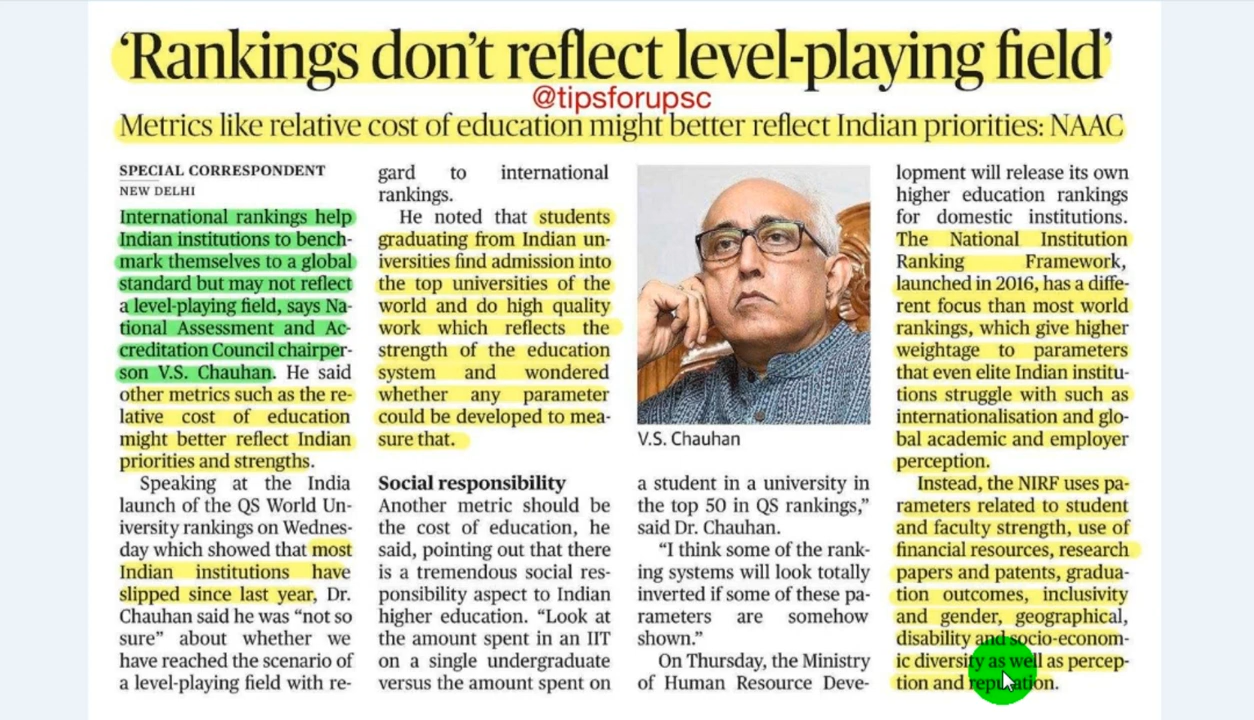 ‘Rankings don’t reflect level-playing field’
@tipsforupsc
Metrics like relative cost of education might better reflect Indian priorities: NAAC
SPECIAL CORRESPONDENT
NEW DELHI
International rankings help
Indian institutions to bench-
mark themselves to a global
standard but may not reflect
a level-playing field, says Na-
tional Assessment and Ac-
creditation Council chairper-
son V.S. Chauhan. He said
other metrics such as the re-
lative cost of education
might better reflect Indian
priorities and strengths.
Speaking at the India
launch of the QS World Un-
iversity rankings on Wednes-
day which showed that most
Indian institutions have
slipped since last year, Dr.
Chauhan said he was “not so
sure” about whether we
have reached the scenario of
a level-playing field with re-
gard to international
rankings.
He noted that students
graduating from Indian un-
iversities find admission into
the top universities of the
world and do high quality
work which reflects the
strength of the education
system and wondered
whether any parameter
could be developed to mea-
sure that.
Social responsibility
Another metric should be
the cost of education, he
said, pointing out that there
is a tremendous social res-
ponsibility aspect to Indian
higher education. “Look at
the amount spent in an IIT
on a single undergraduate
versus the amount spent on
V.S. Chauhan
a student in a university in
the top 50 in QS rankings,”
said Dr. Chauhan.
“I think some of the rank-
ing systems will look totally
inverted if some of these pa-
rameters are somehow
shown.”
On Thursday, the Ministry
of Human Resource Deve-
lopment will release its own
higher education rankings
for domestic institutions.
The National Institution
Ranking Framework,
launched in 2016, has a diffe-
rent focus than most world
rankings, which give higher
weightage to parameters
that even elite Indian institu-
tions struggle with such as
internationalisation and glo-
bal academic and employer
perception.
Instead, the NIRF uses pa-
rameters related to student
and faculty strength, use of
financial resources, research
papers and patents, gradua-
tion outcomes, inclusivity
and gender, geographical,
disability and socio-econom-
ic diversity as well as percep-
tion and reputation.